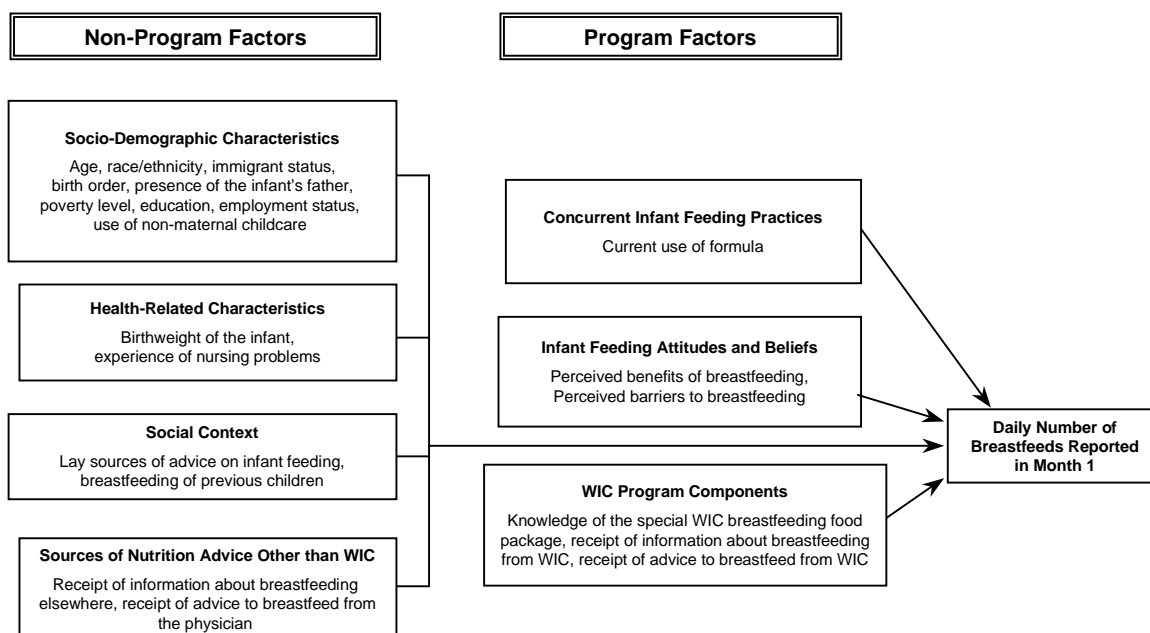 Non-Program Factors
Program Factors
Socio-Demographic Characteristics
Age, race/ethnicity, immigrant status,
birth order, presence of the infant's father,
poverty level, education, employment status,
use of non-maternal childcare
Health-Related Characteristics
Birthweight of the infant,
experience of nursing problems
Social Context
Lay sources of advice on infant feeding,
breastfeeding of previous children
Sources of Nutrition Advice Other than WIC
Receipt of information about breastfeeding
elsewhere, receipt of advice to breastfeed from
the physician
Concurrent Infant Feeding Practices
Current use of formula
Infant Feeding Attitudes and Beliefs
Perceived benefits of breastfeeding,
Perceived barriers to breastfeeding
WIC Program Components
Knowledge of the special WIC breastfeeding food
package, receipt of information about breastfeeding
from WIC, receipt of advice to breastfeed from WIC
Daily Number of
Breastfeeds Reported
in Month 1